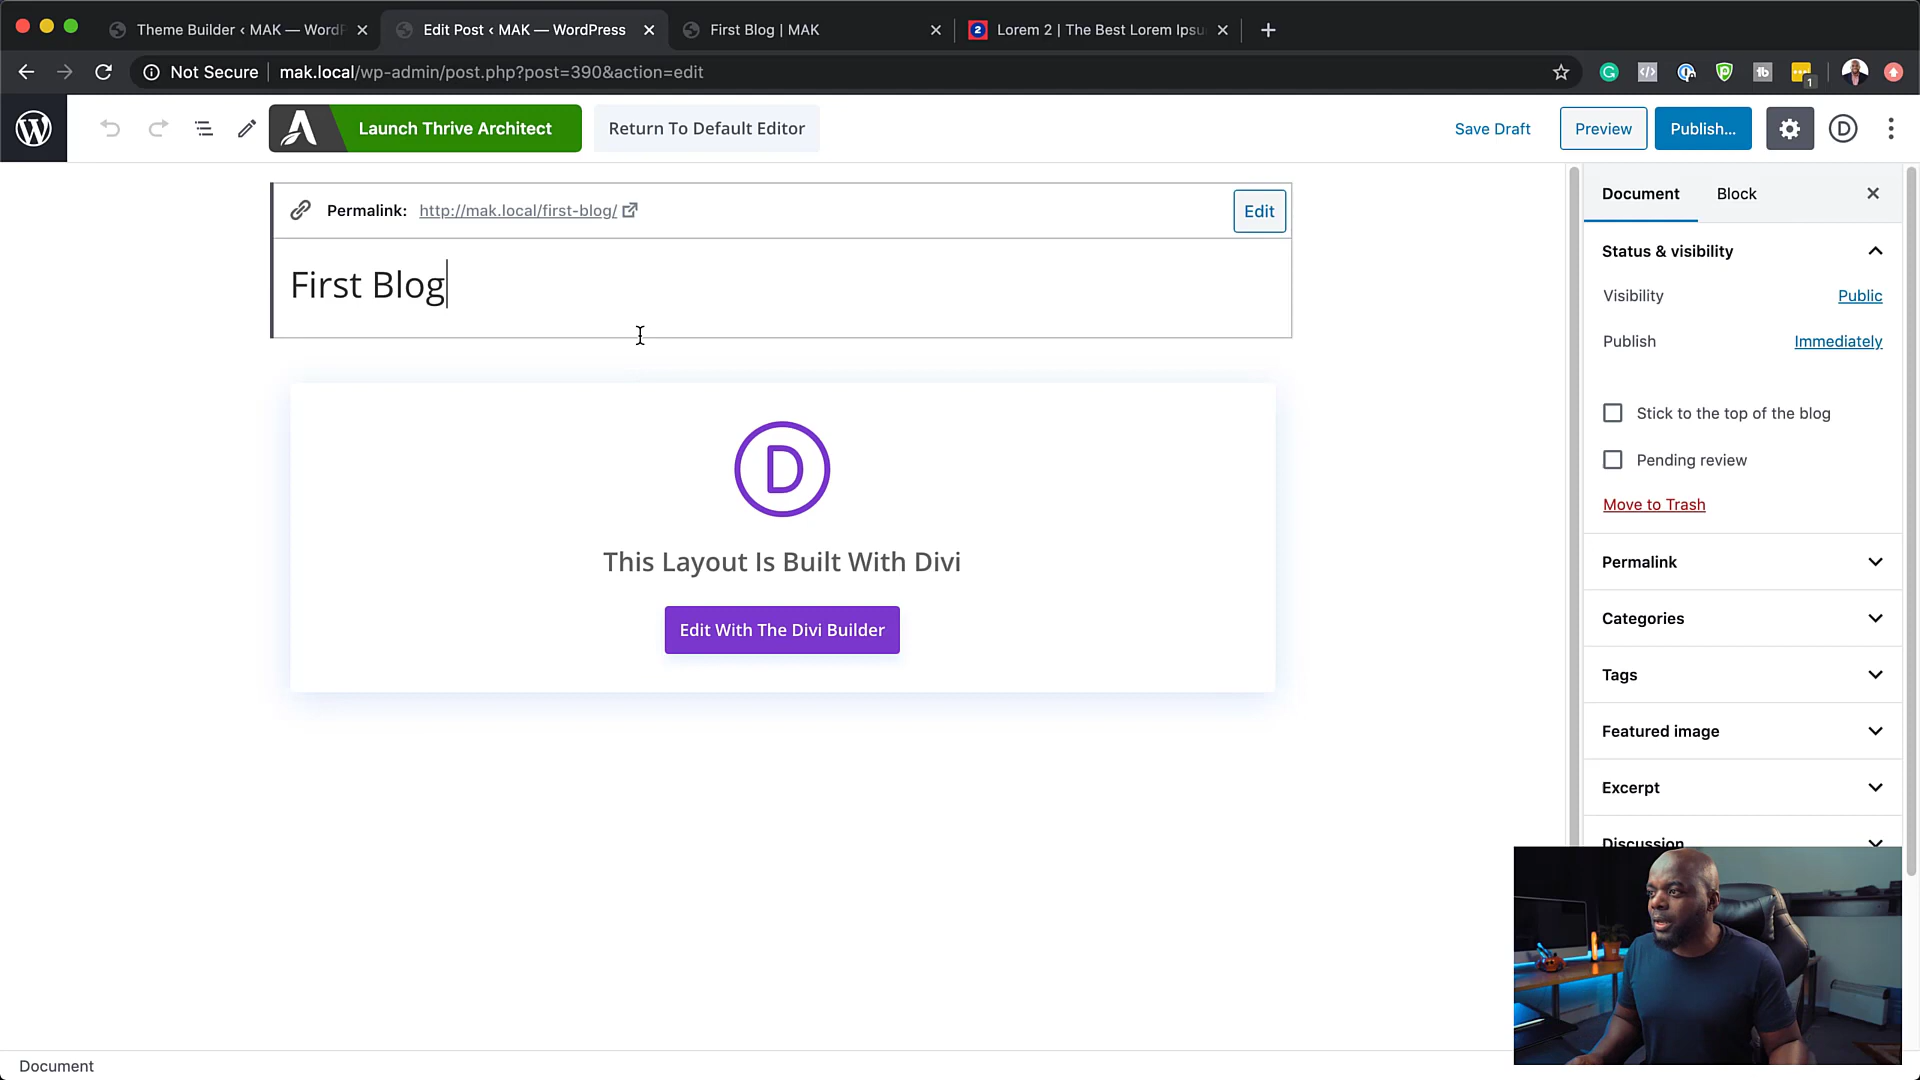 Theme Builder ‹ MAK — WordP
Edit Post ‹ MAK — WordPress
First Blog | MAK
2
Lorem 2 | The Best Lorem Ipsu
Not Secure
mak.local/wp-admin/post.php?post=390&action=edit
1
Launch Thrive Architect
Return To Default Editor
Save Draft
Preview
Publish...
D
Permalink: http://mak.local/first-blog/
Edit
First Blog
D
This Layout Is Built With Divi
Edit With The Divi Builder
Document
Block
Status & visibility
Visibility
Public
Publish
Immediately
Stick to the top of the blog
Pending review
Move to Trash
Permalink
Categories
Tags
Featured image
Excerpt
Discussion
Document